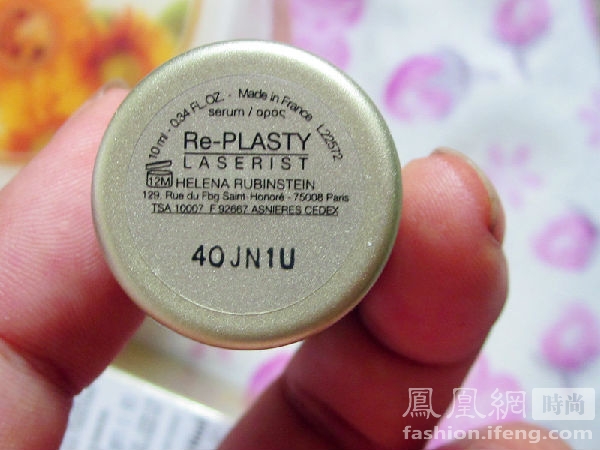 10 ml - 0.34 FL.OZ. - Made in France L22572
serum / ορός
Re-PLASTY
LASERIST
12M HELENA RUBINSTEIN
129, Rue du Fbg Saint-Honoré - 75008 Paris
TSA 10007 F 92667 ASNIERES CEDEX
40JN1U
鳳凰網 時尚
fashion.ifeng.com